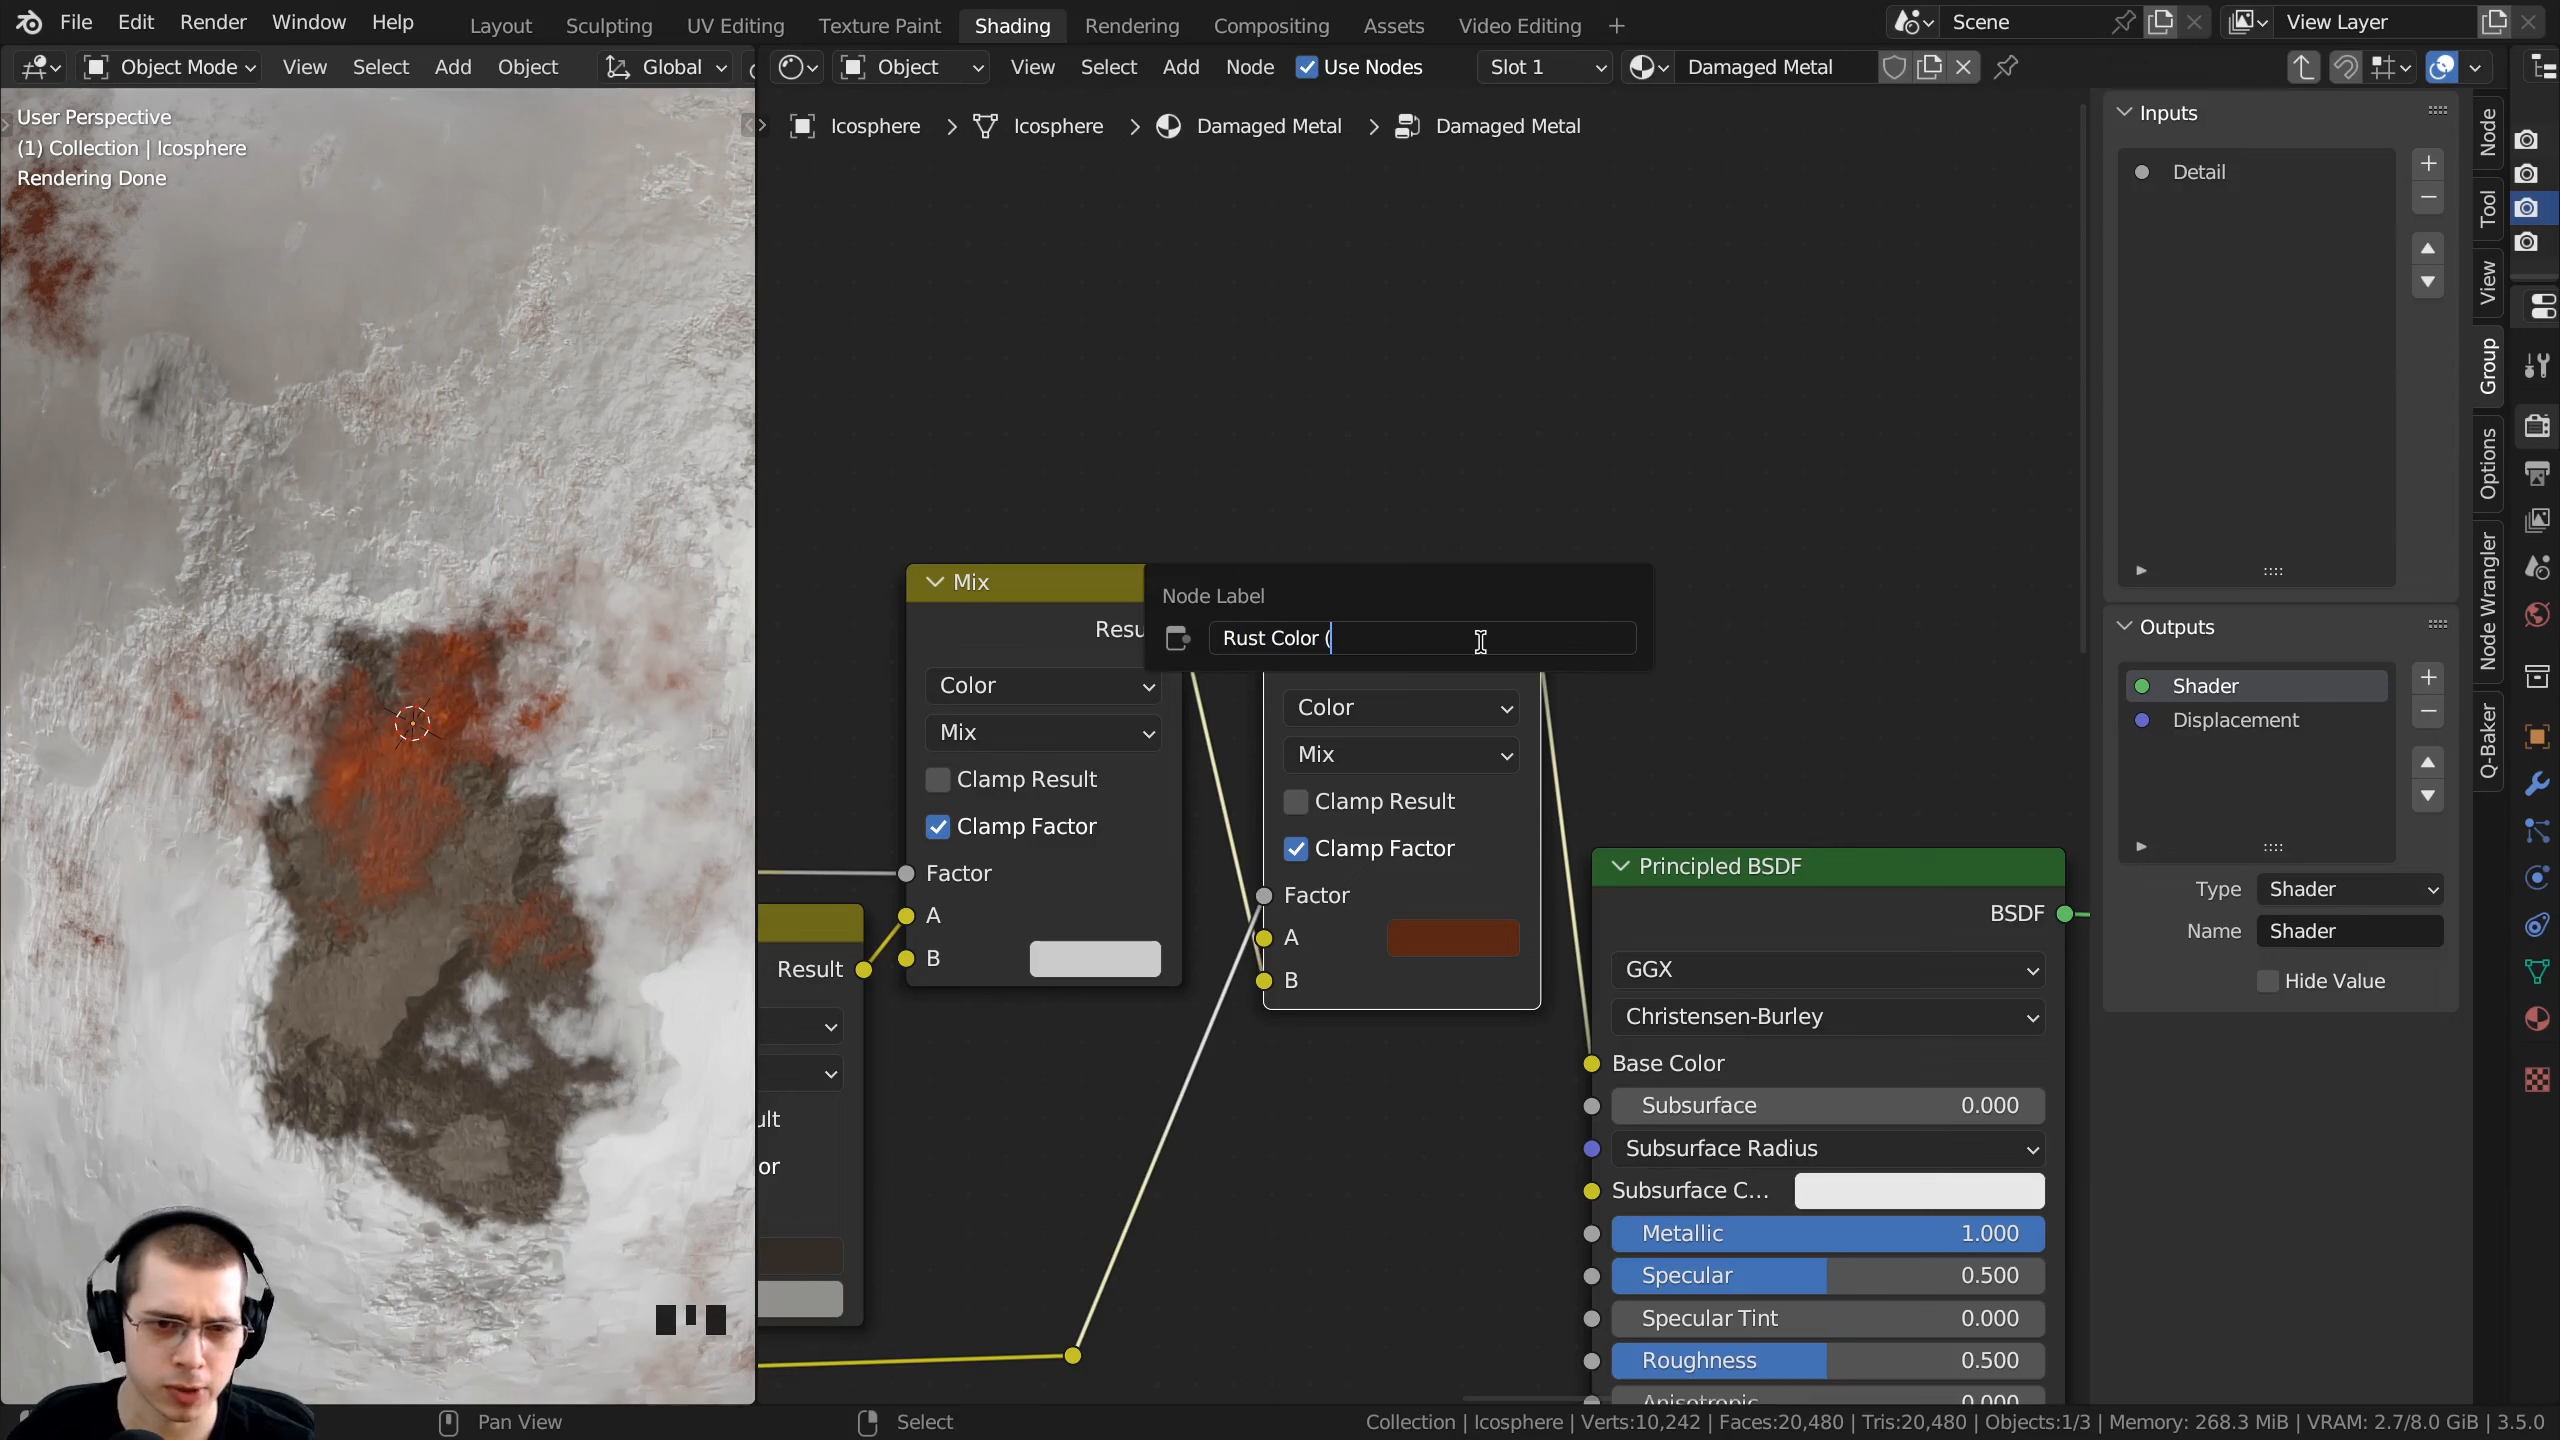 File Edit Render Window Help Layout Sculpting UV Editing Texture Paint Shading Rendering Compositing Assets Video Editing + Scene View Layer
Object Mode View Select Add Object Global Object View Select Add Node Use Nodes Slot 1 Damaged Metal
User Perspective
(1) Collection | Icosphere
Rendering Done
Icosphere > Icosphere > Damaged Metal > Damaged Metal
Mix
Resu
Color
Mix
Clamp Result
Clamp Factor
Factor
A
B
Result
ult
or
Node Label
Rust Color (
Color
Mix
Clamp Result
Clamp Factor
Factor
A
B
Principled BSDF
BSDF
GGX
Christensen-Burley
Base Color
Subsurface 0.000
Subsurface Radius
Subsurface C...
Metallic 1.000
Specular 0.500
Specular Tint 0.000
Roughness 0.500
Anisotropic 0.000
Inputs
Detail
Outputs
Shader
Displacement
Type Shader
Name Shader
Hide Value
Node
Tool
View
Group
Options
Node Wrangler
Q-Baker
Pan View
Select
Collection | Icosphere | Verts:10,242 | Faces:20,480 | Tris:20,480 | Objects:1/3 | Memory: 268.3 MiB | VRAM: 2.7/8.0 GiB | 3.5.0